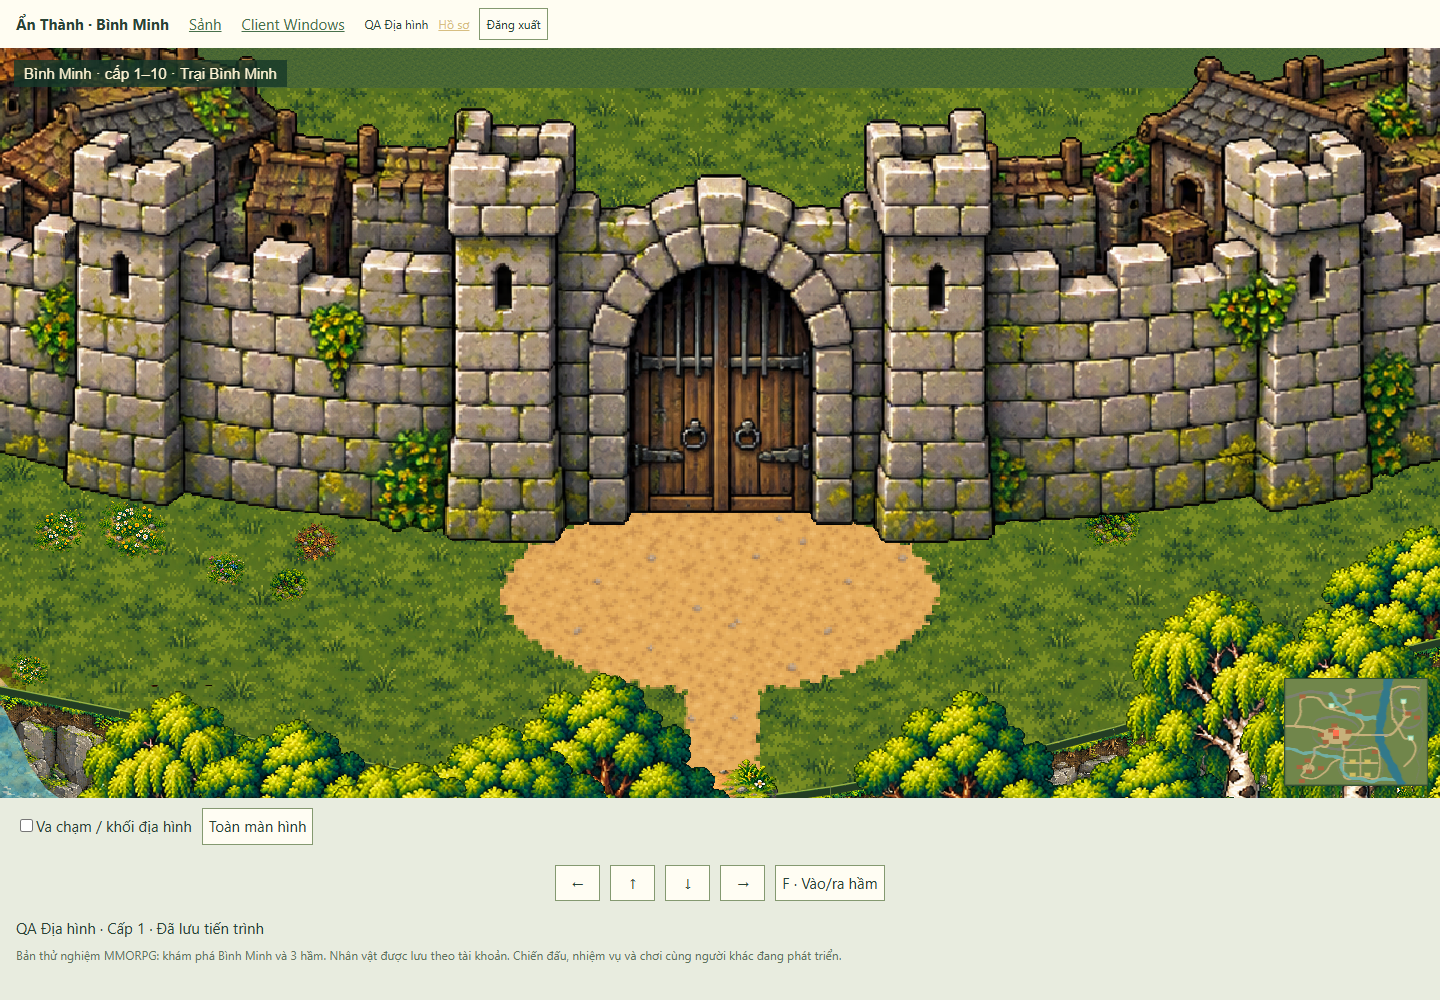 Ẩn Thành · Bình Minh Sảnh Client Windows QA Địa hình Hồ sơ Đăng xuất
Bình Minh · cấp 1–10 · Trại Bình Minh
Va chạm / khối địa hình Toàn màn hình
← ↑ ↓ → F · Vào/ra hầm
QA Địa hình · Cấp 1 · Đã lưu tiến trình
Bản thử nghiệm MMORPG: khám phá Bình Minh và 3 hầm. Nhân vật được lưu theo tài khoản. Chiến đấu, nhiệm vụ và chơi cùng người khác đang phát triển.